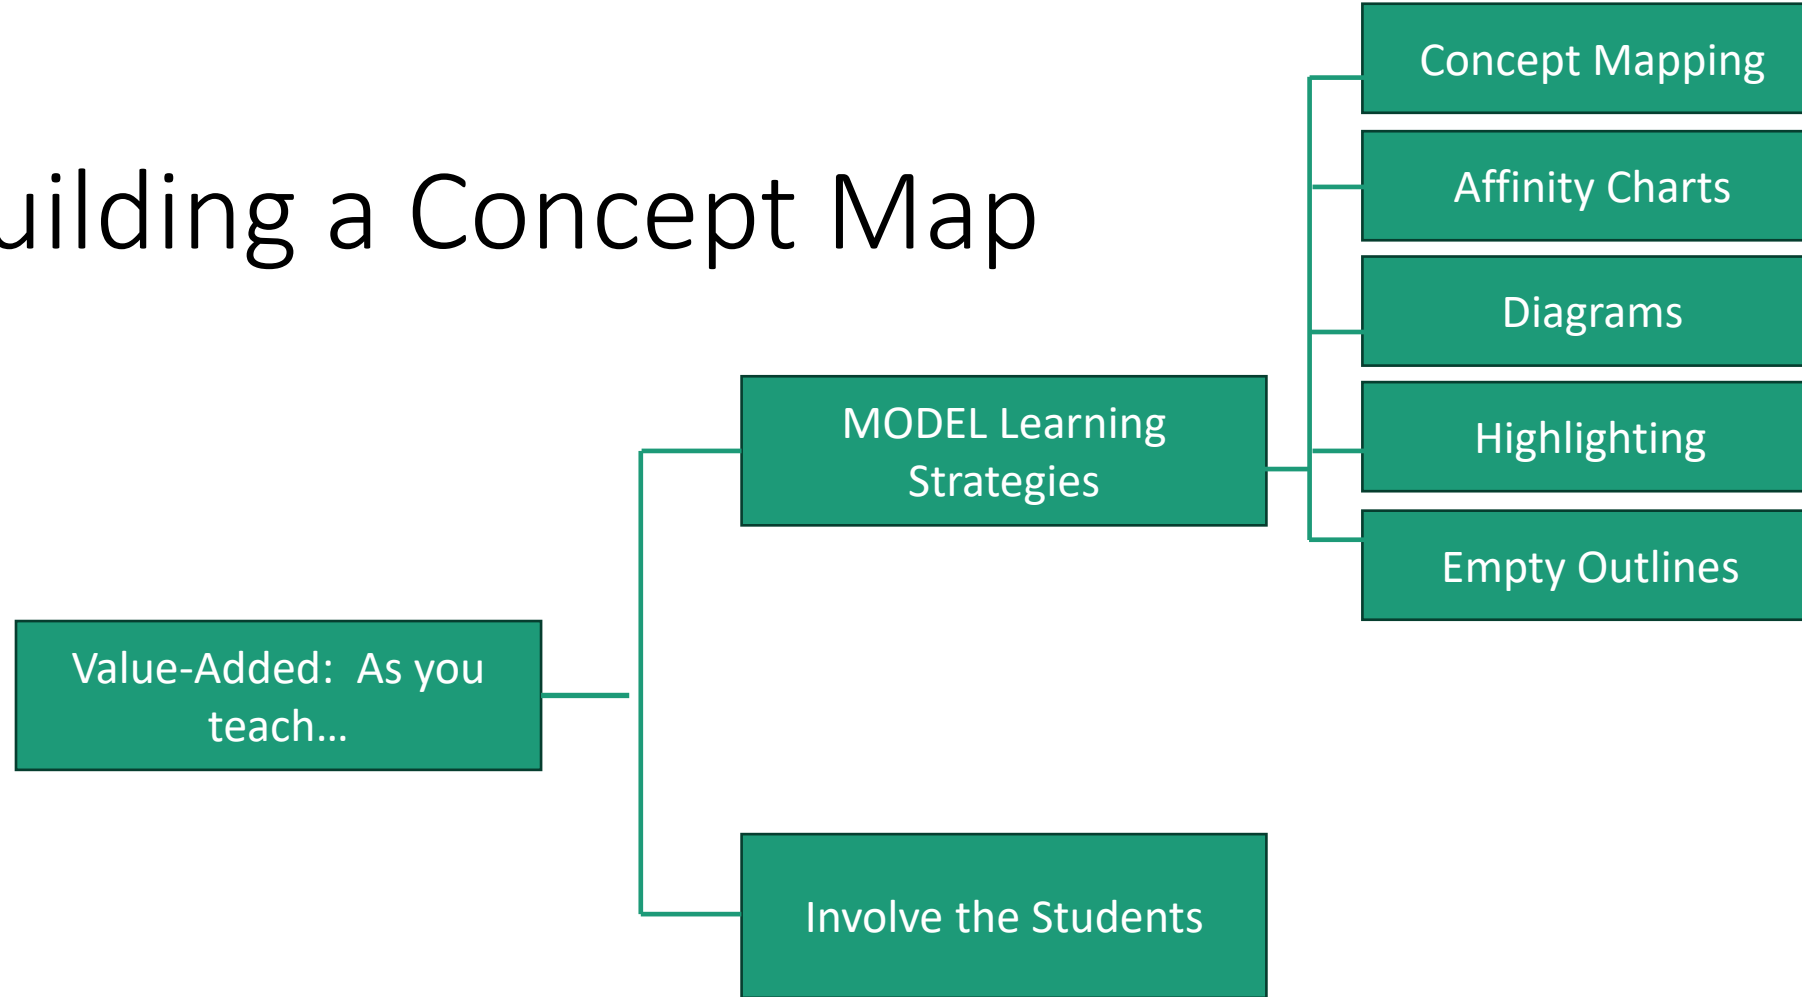 uilding a Concept Map
Concept Mapping
Affinity Charts
Diagrams
Highlighting
Empty Outlines
MODEL Learning
Strategies
Value-Added:  As you
teach…
Involve the Students